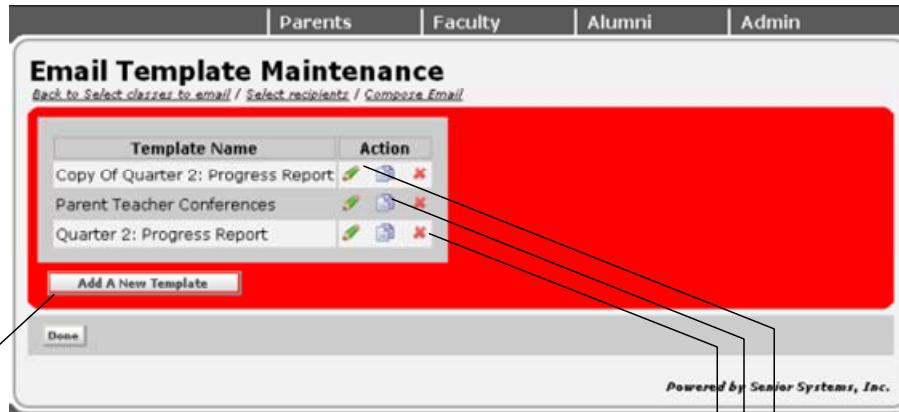 Parents Faculty Alumni Admin
Email Template Maintenance
Back to Select classes to email / Select recipients / Compose Email
Template Name Action
Copy Of Quarter 2: Progress Report
Parent Teacher Conferences
Quarter 2: Progress Report
Add A New Template
Done
Powered by Senior Systems, Inc.